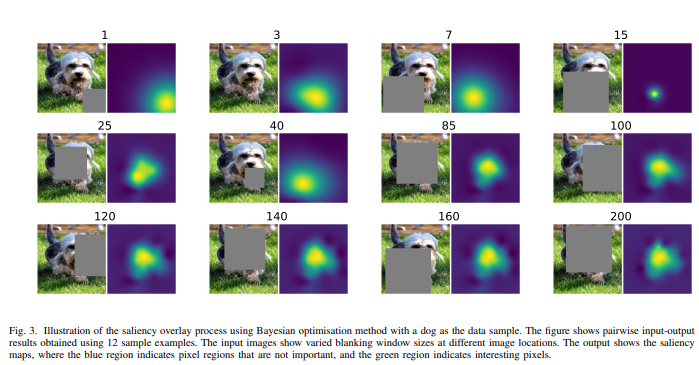 1 3 7 15
25 40 85 100
120 140 160 200
Fig. 3. Illustration of the saliency overlay process using Bayesian optimisation method with a dog as the data sample. The figure shows pairwise input-output
results obtained using 12 sample examples. The input images show varied blanking window sizes at different image locations. The output shows the saliency
maps, where the blue region indicates pixel regions that are not important, and the green region indicates interesting pixels.